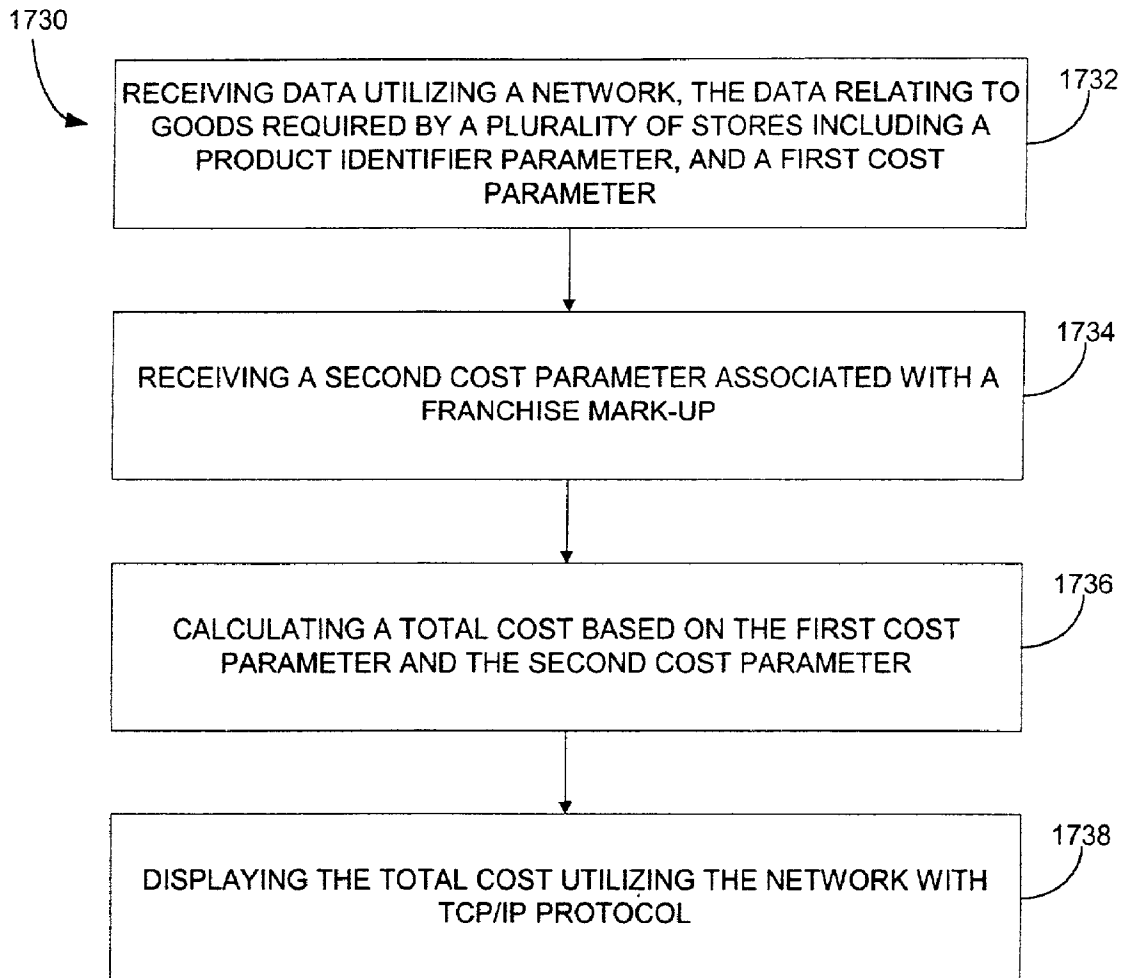 1730
RECEIVING DATA UTILIZING A NETWORK, THE DATA RELATING TO
GOODS REQUIRED BY A PLURALITY OF STORES INCLUDING A
PRODUCT IDENTIFIER PARAMETER, AND A FIRST COST
PARAMETER
1732
RECEIVING A SECOND COST PARAMETER ASSOCIATED WITH A
FRANCHISE MARK-UP
1734
CALCULATING A TOTAL COST BASED ON THE FIRST COST
PARAMETER AND THE SECOND COST PARAMETER
1736
DISPLAYING THE TOTAL COST UTILIZING THE NETWORK WITH
TCP/IP PROTOCOL
1738